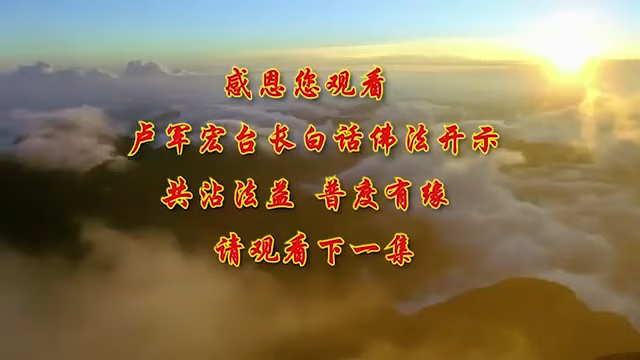 感恩您观看
卢军宏台长白话佛法开示
共沾法益 普度有缘
请观看下一集